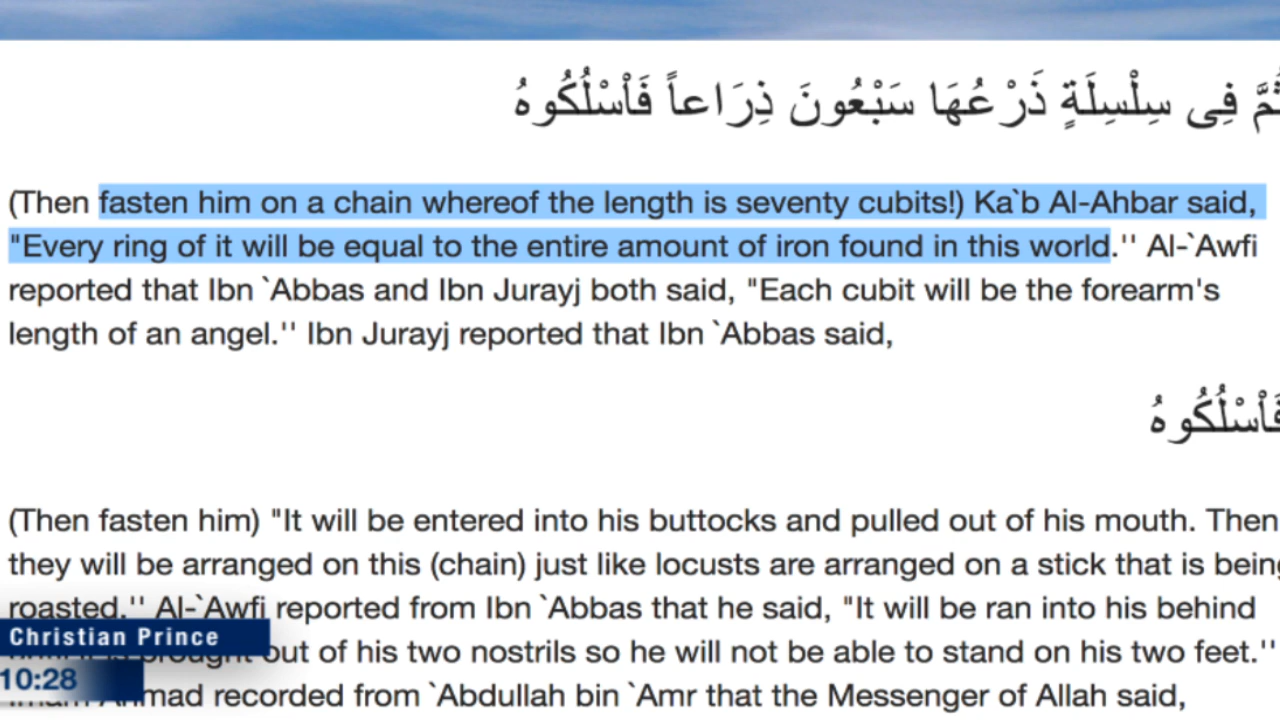 ثُمَّ فِى سِلْسِلَةٍ ذَرْعُهَا سَبْعُونَ ذِرَاعاً فَاْسْلُكُوهُ
(Then fasten him on a chain whereof the length is seventy cubits!) Ka`b Al-Ahbar said,
"Every ring of it will be equal to the entire amount of iron found in this world.'' Al-`Awfi
reported that Ibn `Abbas and Ibn Jurayj both said, "Each cubit will be the forearm's
length of an angel.'' Ibn Jurayj reported that Ibn `Abbas said,
فَاْسْلُكُوهُ
(Then fasten him) "It will be entered into his buttocks and pulled out of his mouth. Then
they will be arranged on this (chain) just like locusts are arranged on a stick that is being
roasted.'' Al-`Awfi reported from Ibn `Abbas that he said, "It will be ran into his behind
Christian Prince
brought out of his two nostrils so he will not be able to stand on his two feet.''
10:28
recorded from `Abdullah bin `Amr that the Messenger of Allah said,